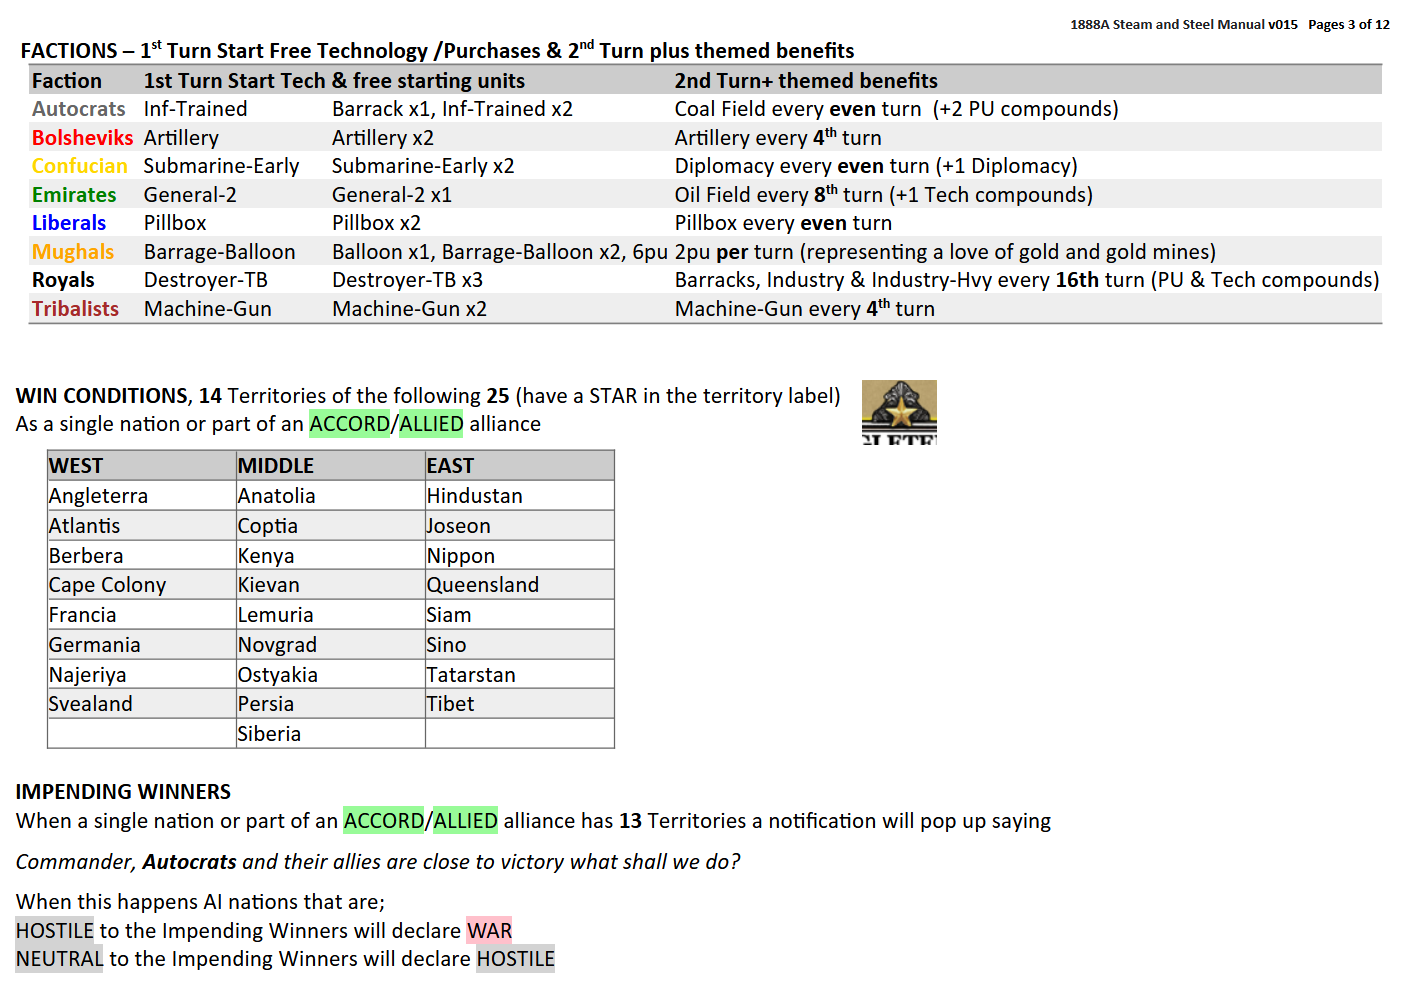 1888A Steam and Steel Manual v015 Pages 3 of 12
FACTIONS – 1st Turn Start Free Technology /Purchases & 2nd Turn plus themed benefits
Faction 1st Turn Start Tech & free starting units 2nd Turn+ themed benefits
Autocrats Inf-Trained Barrack x1, Inf-Trained x2 Coal Field every even turn (+2 PU compounds)
Bolsheviks Artillery Artillery x2 Artillery every 4th turn
Confucian Submarine-Early Submarine-Early x2 Diplomacy every even turn (+1 Diplomacy)
Emirates General-2 General-2 x1 Oil Field every 8th turn (+1 Tech compounds)
Liberals Pillbox Pillbox x2 Pillbox every even turn
Mughals Barrage-Balloon Balloon x1, Barrage-Balloon x2, 6pu 2pu per turn (representing a love of gold and gold mines)
Royals Destroyer-TB Destroyer-TB x3 Barracks, Industry & Industry-Hvy every 16th turn (PU & Tech compounds)
Tribalists Machine-Gun Machine-Gun x2 Machine-Gun every 4th turn
WIN CONDITIONS, 14 Territories of the following 25 (have a STAR in the territory label)
As a single nation or part of an ACCORD/ALLIED alliance
WEST MIDDLE EAST
Angleterra Anatolia Hindustan
Atlantis Coptia Joseon
Berbera Kenya Nippon
Cape Colony Kievan Queensland
Francia Lemuria Siam
Germania Novgrad Sino
Najeriya Ostyakia Tatarstan
Svealand Persia Tibet
Siberia
IMPENDING WINNERS
When a single nation or part of an ACCORD/ALLIED alliance has 13 Territories a notification will pop up saying
Commander, Autocrats and their allies are close to victory what shall we do?
When this happens AI nations that are;
HOSTILE to the Impending Winners will declare WAR
NEUTRAL to the Impending Winners will declare HOSTILE